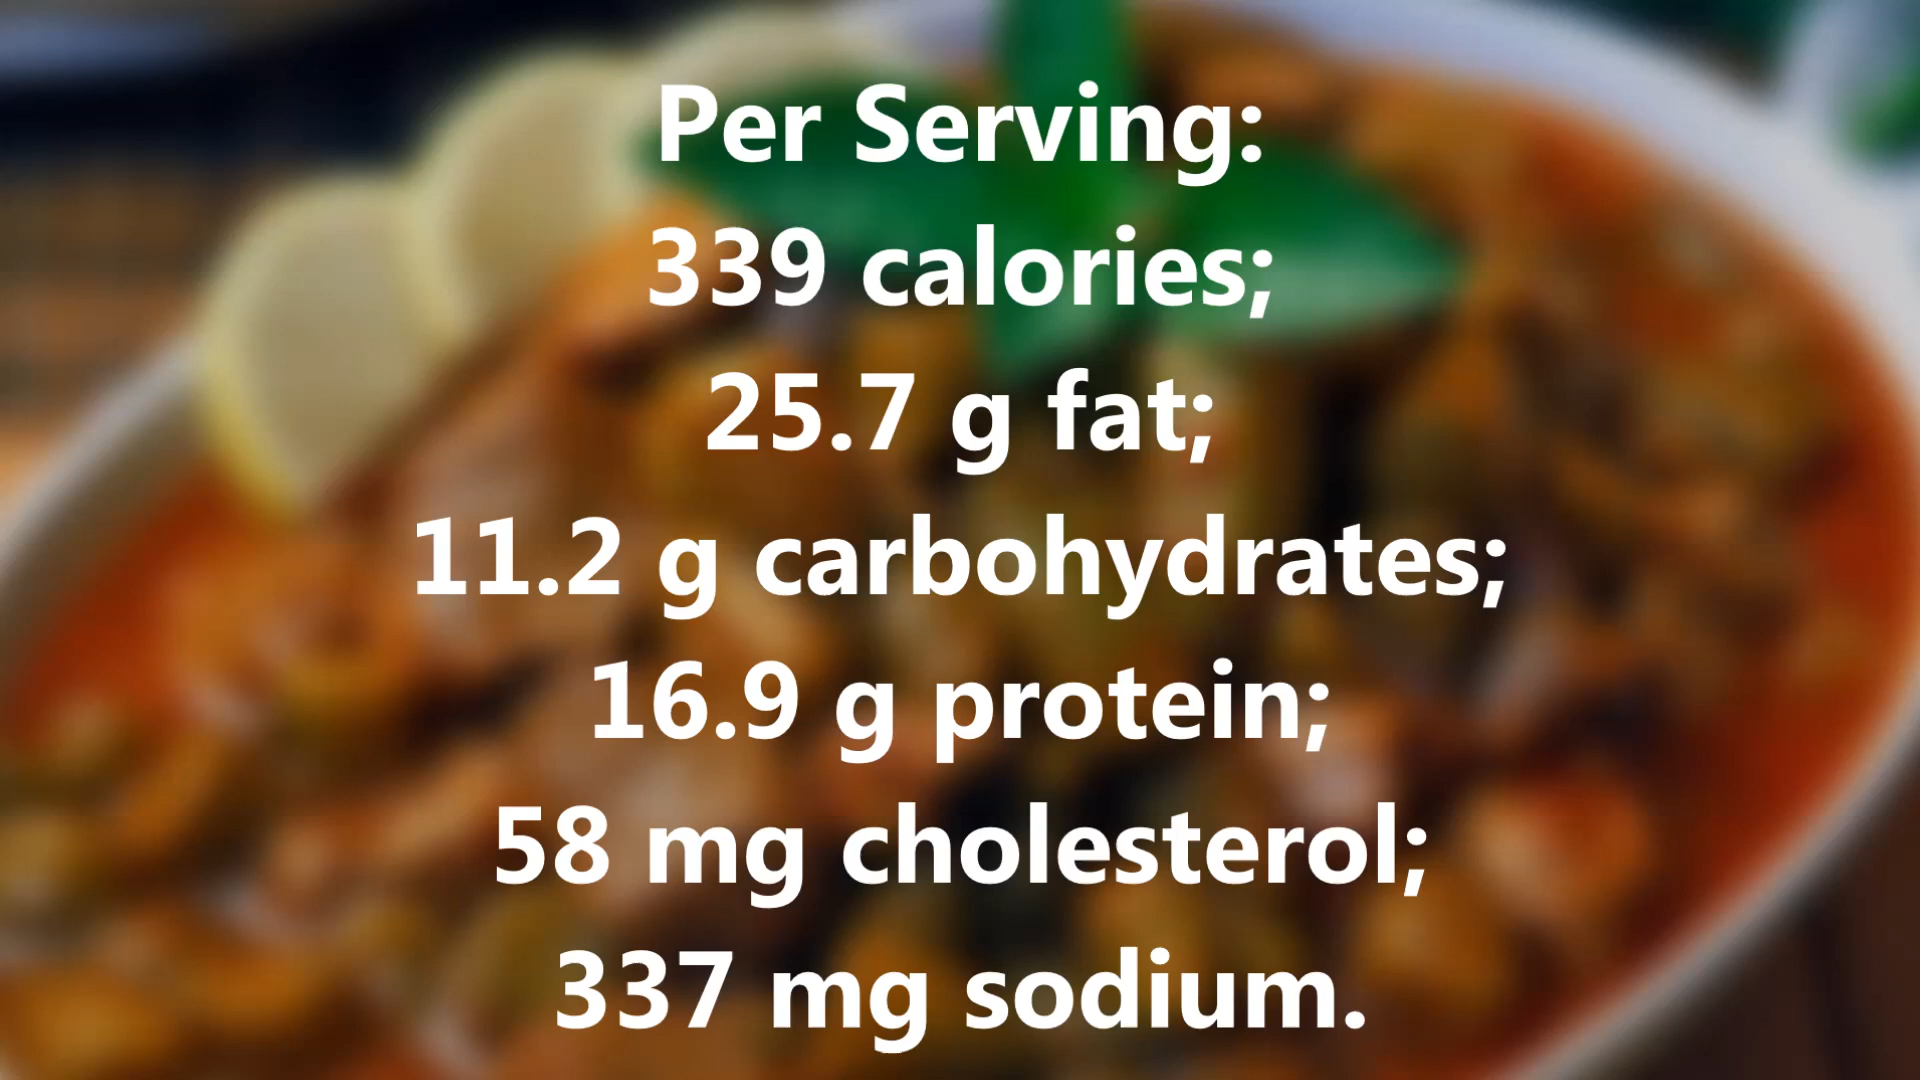 Per Serving:
339 calories;
25.7 g fat;
11.2 g carbohydrates;
16.9 g protein;
58 mg cholesterol;
337 mg sodium.